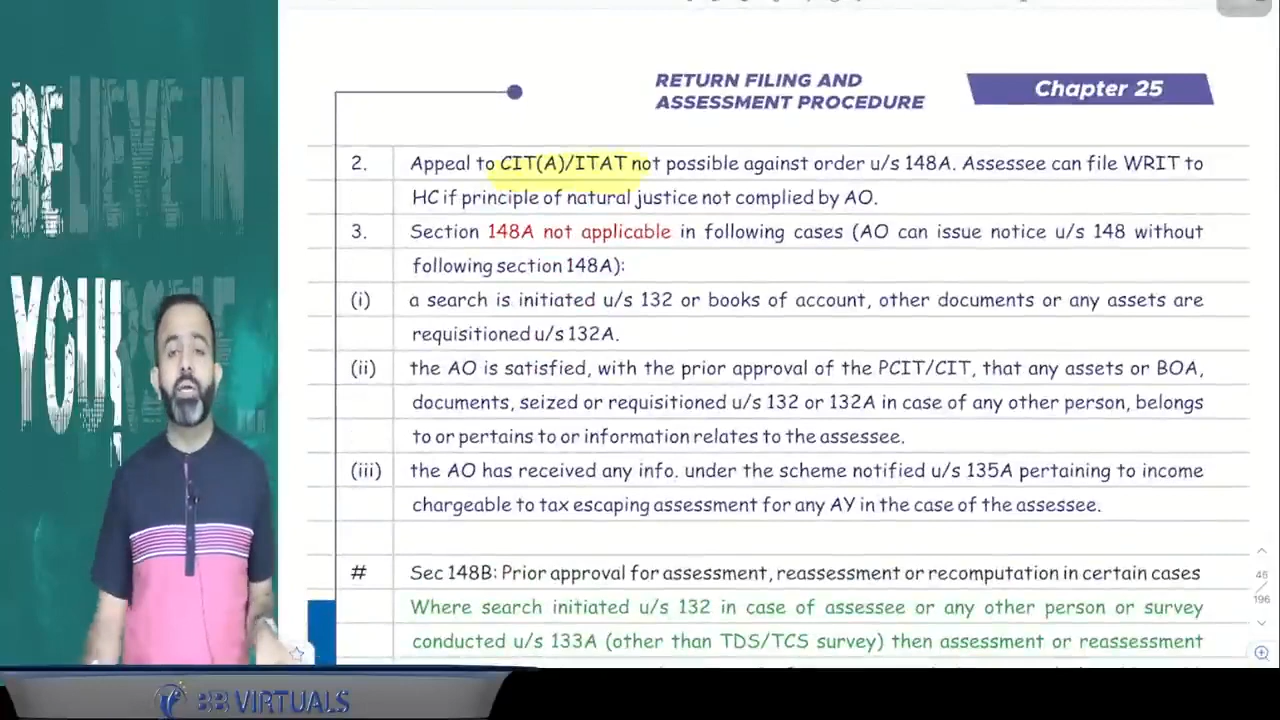 BELIEVE IN
YOURSELF
RETURN FILING AND
ASSESSMENT PROCEDURE
Chapter 25
2. Appeal to CIT(A)/ITAT not possible against order u/s 148A. Assessee can file WRIT to
HC if principle of natural justice not complied by AO.
3. Section 148A not applicable in following cases (AO can issue notice u/s 148 without
following section 148A):
(i) a search is initiated u/s 132 or books of account, other documents or any assets are
requisitioned u/s 132A.
(ii) the AO is satisfied, with the prior approval of the PCIT/CIT, that any assets or BOA,
documents, seized or requisitioned u/s 132 or 132A in case of any other person, belongs
to or pertains to or information relates to the assessee.
(iii) the AO has received any info. under the scheme notified u/s 135A pertaining to income
chargeable to tax escaping assessment for any AY in the case of the assessee.
# Sec 148B: Prior approval for assessment, reassessment or recomputation in certain cases
Where search initiated u/s 132 in case of assessee or any other person or survey
conducted u/s 133A (other than TDS/TCS survey) then assessment or reassessment
46
196
BB VIRTUALS